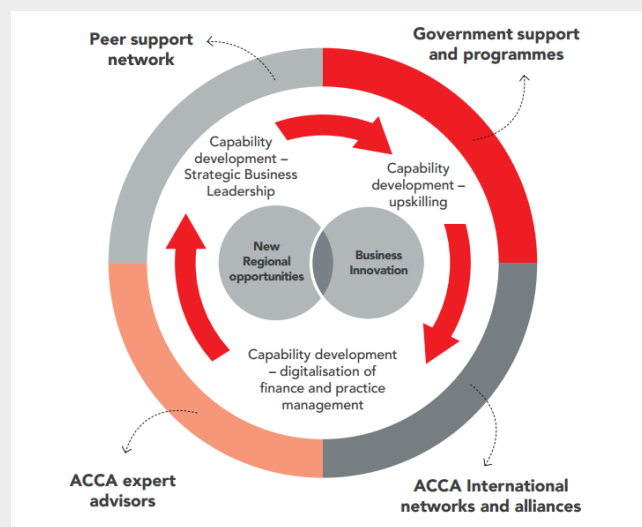 Peer support
network
Government support
and programmes
Capability
development –
Strategic Business
Leadership
Capability
development –
upskilling
New
Regional
opportunities
Business
Innovation
Capability development
– digitalisation of
finance and practice
management
ACCA expert
advisors
ACCA International
networks and alliances